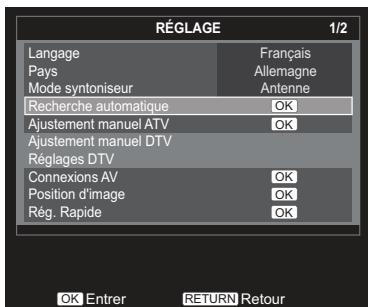 RÉGLAGE 1/2
Langage Français
Pays Allemagne
Mode syntoniseur Antenne
Recherche automatique OK
Ajustement manuel ATV OK
Ajustement manuel DTV
Réglages DTV
Connexions AV OK
Position d'image OK
Rég. Rapide OK
OK Entrer RETURN Retour